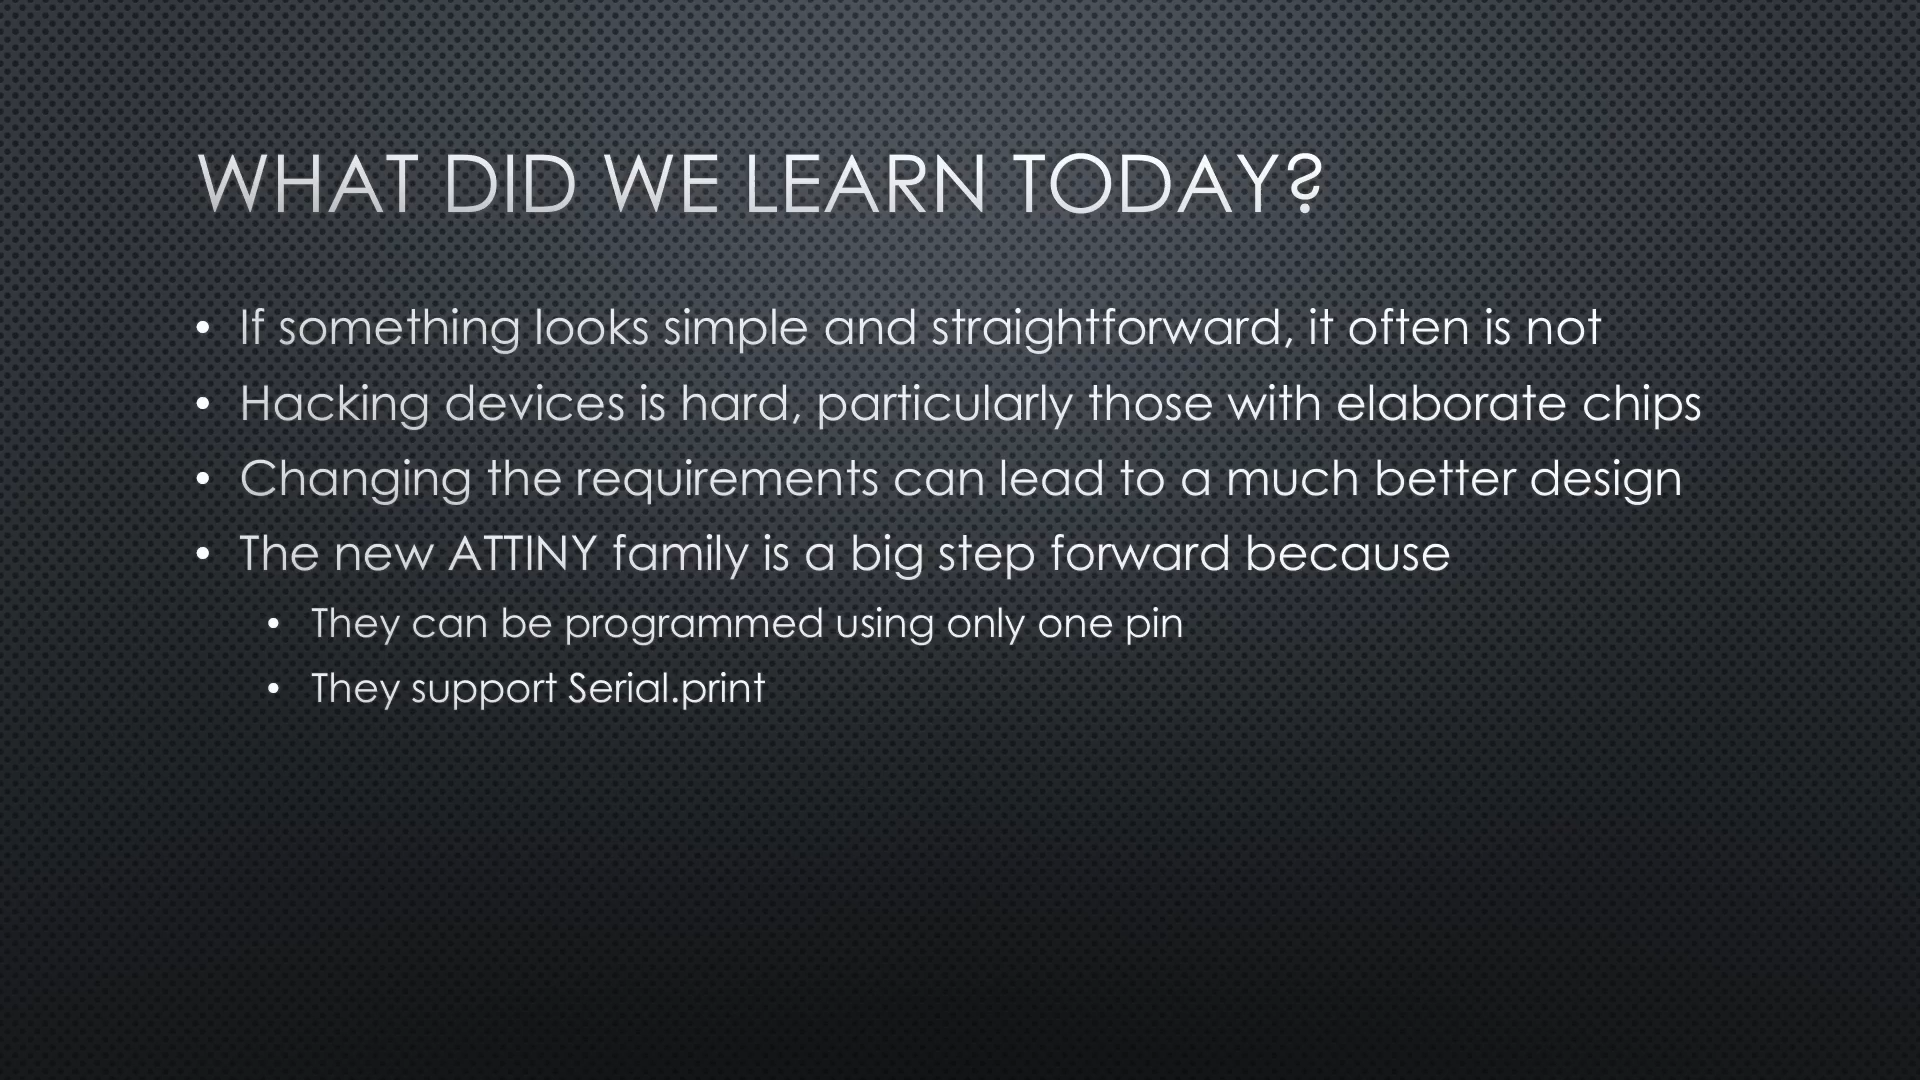 WHAT DID WE LEARN TODAY?
• If something looks simple and straightforward, it often is not
• Hacking devices is hard, particularly those with elaborate chips
• Changing the requirements can lead to a much better design
• The new ATTINY family is a big step forward because
• They can be programmed using only one pin
• They support Serial.print